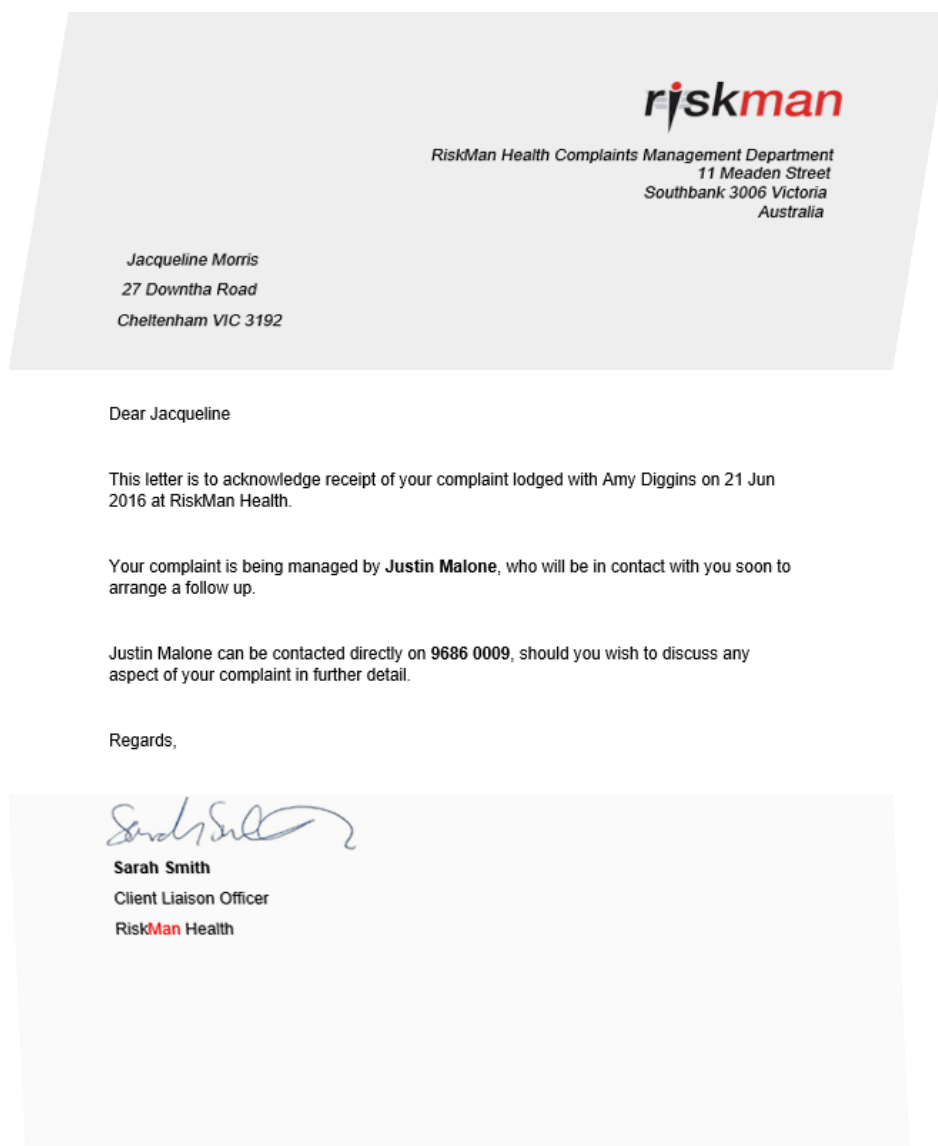 riskman
RiskMan Health Complaints Management Department
11 Meaden Street
Southbank 3006 Victoria
Australia
Jacqueline Morris
27 Downtha Road
Cheltenham VIC 3192
Dear Jacqueline
This letter is to acknowledge receipt of your complaint lodged with Amy Diggins on 21 Jun
2016 at RiskMan Health.
Your complaint is being managed by Justin Malone, who will be in contact with you soon to
arrange a follow up.
Justin Malone can be contacted directly on 9686 0009, should you wish to discuss any
aspect of your complaint in further detail.
Regards,
Sarah Smith
Client Liaison Officer
RiskMan Health